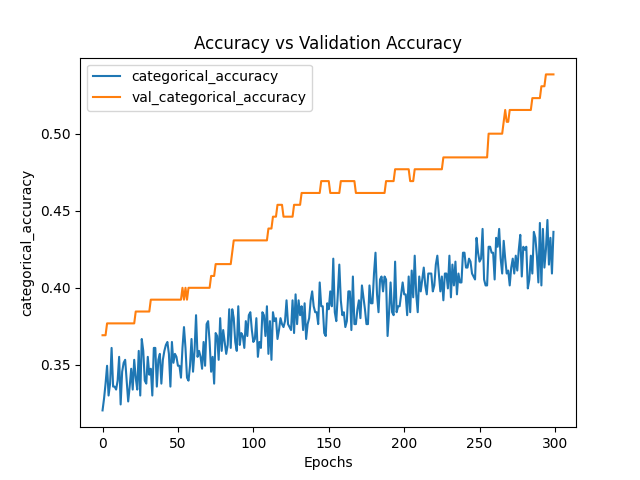 Accuracy vs Validation Accuracy
categorical_accuracy
val_categorical_accuracy
0.50
0.45
0.40
0.35
categorical_accuracy
0
50
100
150
200
250
300
Epochs